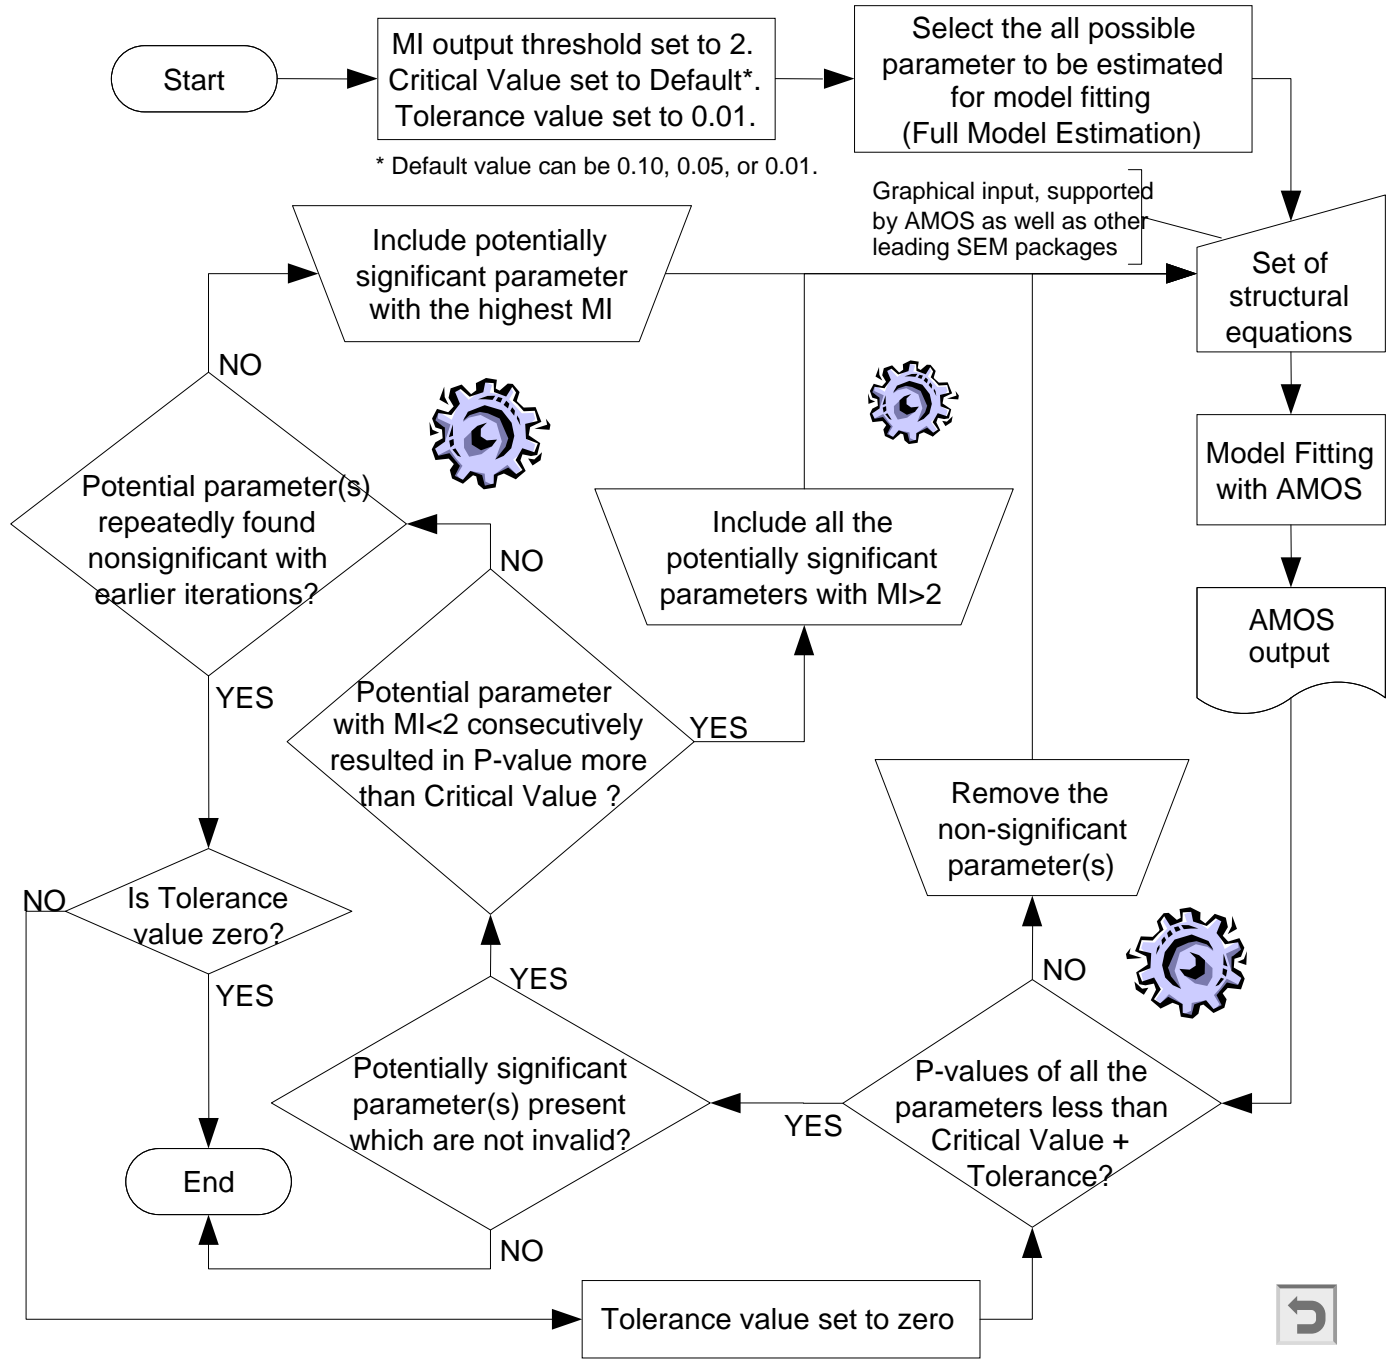 Start
MI output threshold set to 2.
Critical Value set to Default*.
Tolerance value set to 0.01.
* Default value can be 0.10, 0.05, or 0.01.
Select the all possible
parameter to be estimated
for model fitting
(Full Model Estimation)
Graphical input, supported
by AMOS as well as other
leading SEM packages
Set of
structural
equations
Include potentially
significant parameter
with the highest MI
NO
Potential parameter(s)
repeatedly found
nonsignificant with
earlier iterations?
YES
NO
Include all the
potentially significant
parameters with MI>2
Model Fitting
with AMOS
AMOS
output
Potential parameter
with MI<2 consecutively
resulted in P-value more
than Critical Value ?
YES
Remove the
non-significant
parameter(s)
NO
Is Tolerance
value zero?
YES
YES
NO
Potentially significant
parameter(s) present
which are not invalid?
YES
P-values of all the
parameters less than
Critical Value +
Tolerance?
End
NO
Tolerance value set to zero